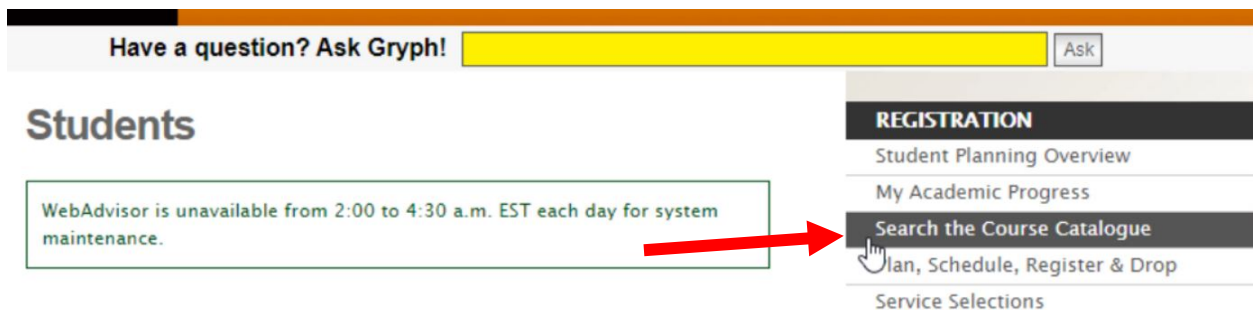 Have a question? Ask Gryph!
Ask
Students
WebAdvisor is unavailable from 2:00 to 4:30 a.m. EST each day for system
maintenance.
REGISTRATION
Student Planning Overview
My Academic Progress
Search the Course Catalogue
Plan, Schedule, Register & Drop
Service Selections